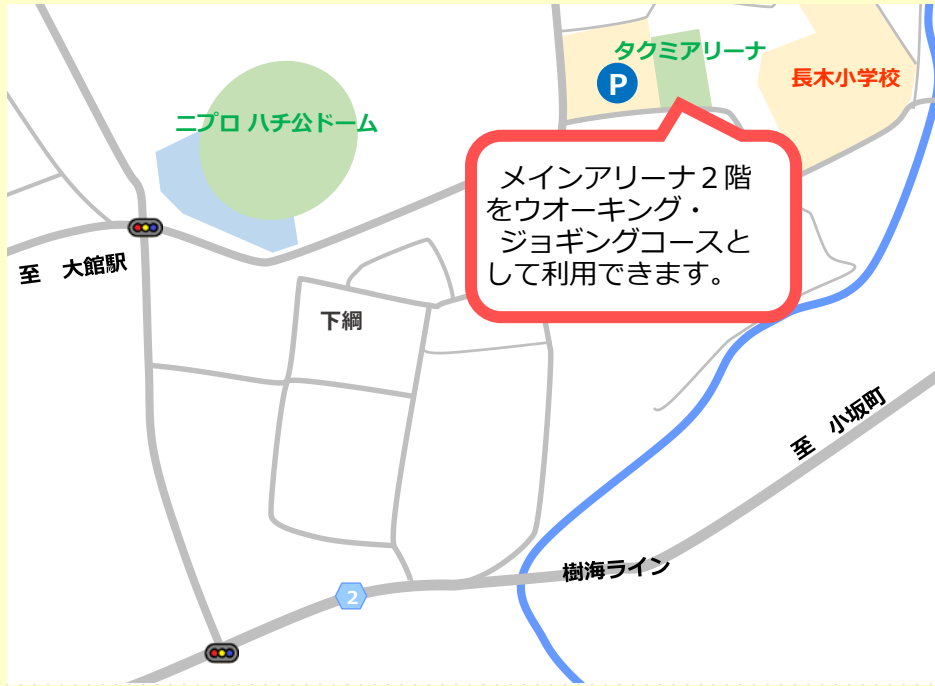 タクミアリーナ
P
長木小学校
ニプロ ハチ公ドーム
メインアリーナ２階
をウオーキング・
ジョギングコースと
して利用できます。
至　大館駅
下綱
至　小坂町
樹海ライン
2